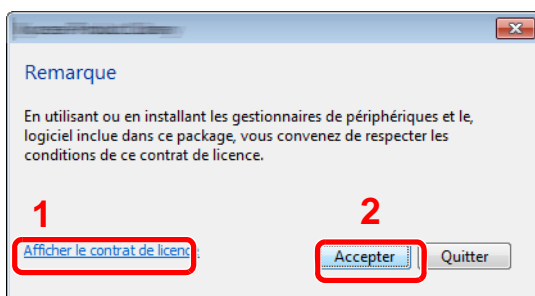 Remarque
En utilisant ou en installant les gestionnaires de périphériques et le,
logiciel inclue dans ce package, vous convenez de respecter les
conditions de ce contrat de licence.
1
2
Afficher le contrat de licence
Accepter
Quitter